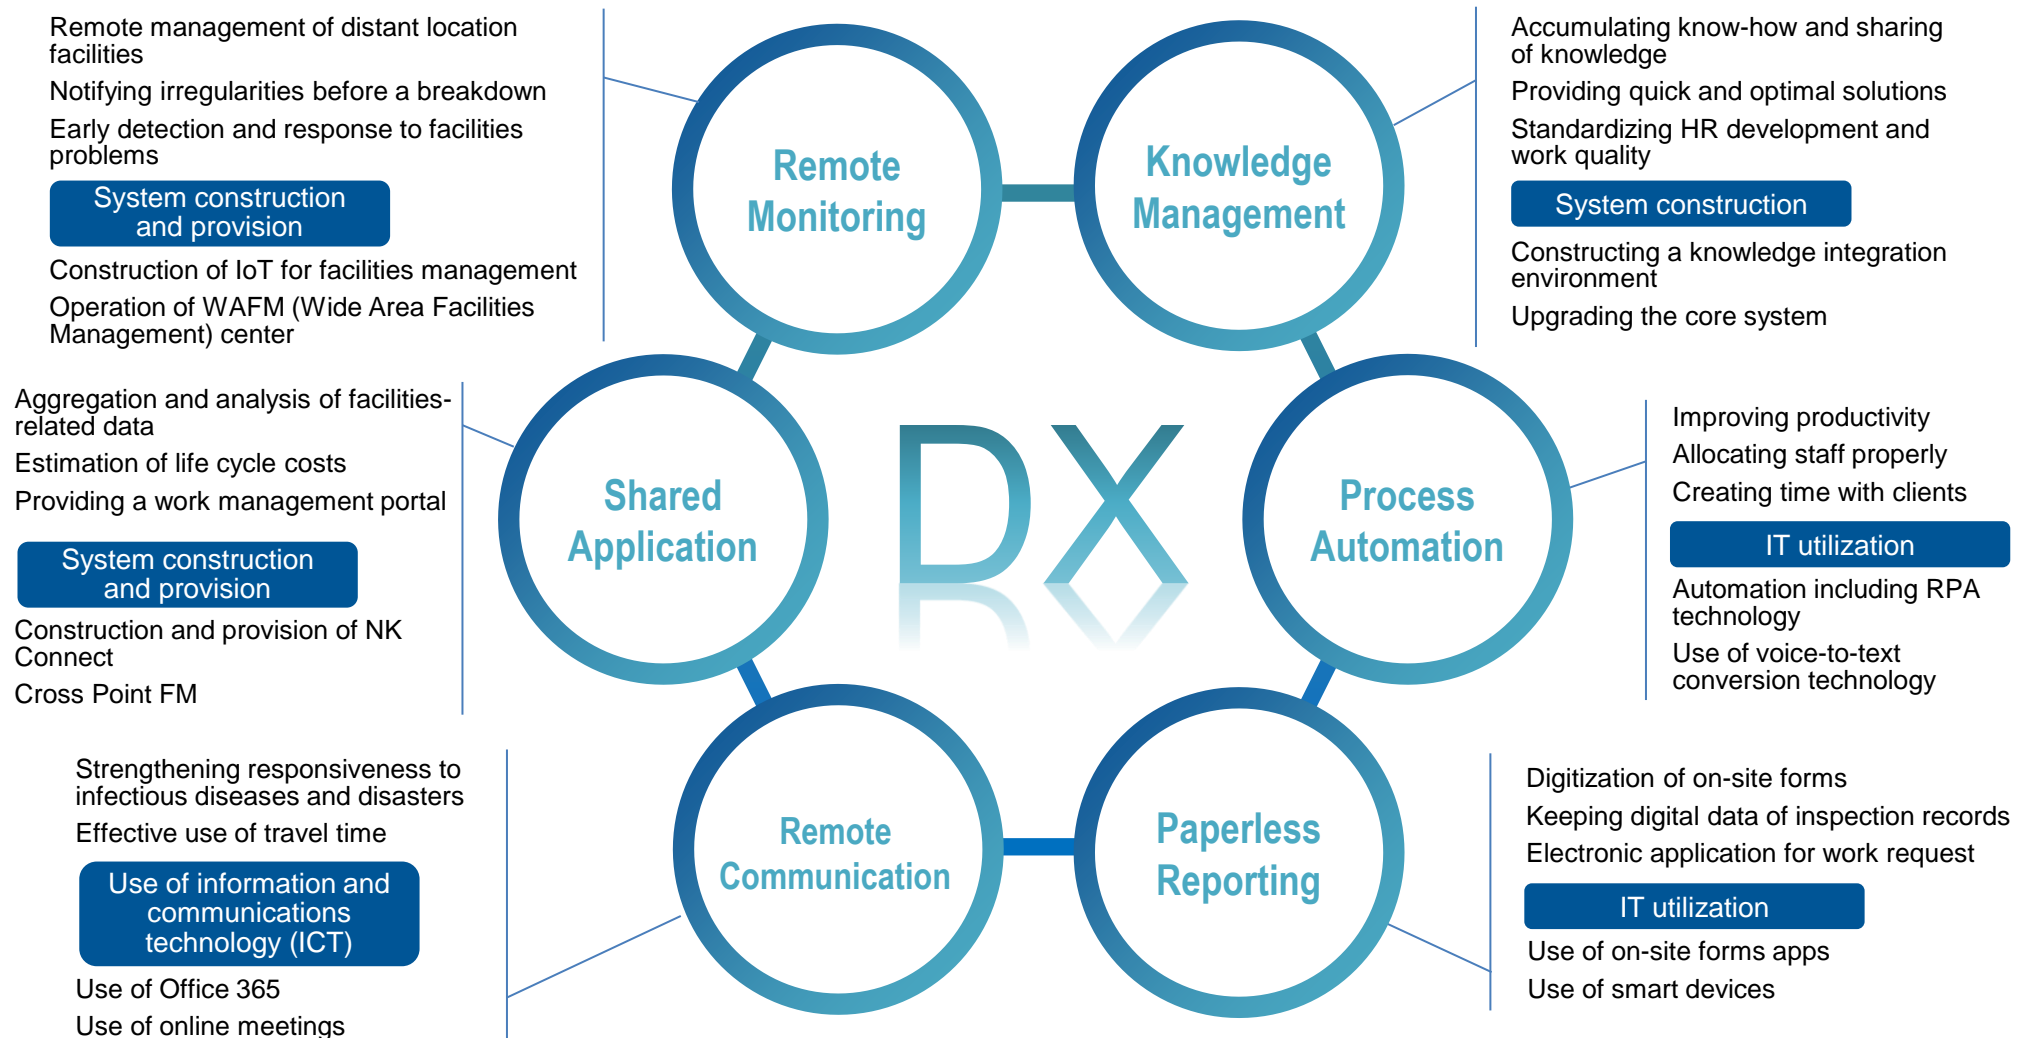 Remote management of distant location
facilities
Notifying irregularities before a breakdown
Early detection and response to facilities
problems
System construction
and provision
Construction of IoT for facilities management
Operation of WAFM (Wide Area Facilities
Management) center
Remote
Monitoring
Knowledge
Management
Accumulating know-how and sharing
of knowledge
Providing quick and optimal solutions
Standardizing HR development and
work quality
System construction
Constructing a knowledge integration
environment
Upgrading the core system
Aggregation and analysis of facilities-
related data
Estimation of life cycle costs
Providing a work management portal
System construction
and provision
Construction and provision of NK
Connect
Cross Point FM
Shared
Application
DX
Process
Automation
Improving productivity
Allocating staff properly
Creating time with clients
IT utilization
Automation including RPA
technology
Use of voice-to-text
conversion technology
Strengthening responsiveness to
infectious diseases and disasters
Effective use of travel time
Use of information and
communications
technology (ICT)
Use of Office 365
Use of online meetings
Remote
Communication
Paperless
Reporting
Digitization of on-site forms
Keeping digital data of inspection records
Electronic application for work request
IT utilization
Use of on-site forms apps
Use of smart devices